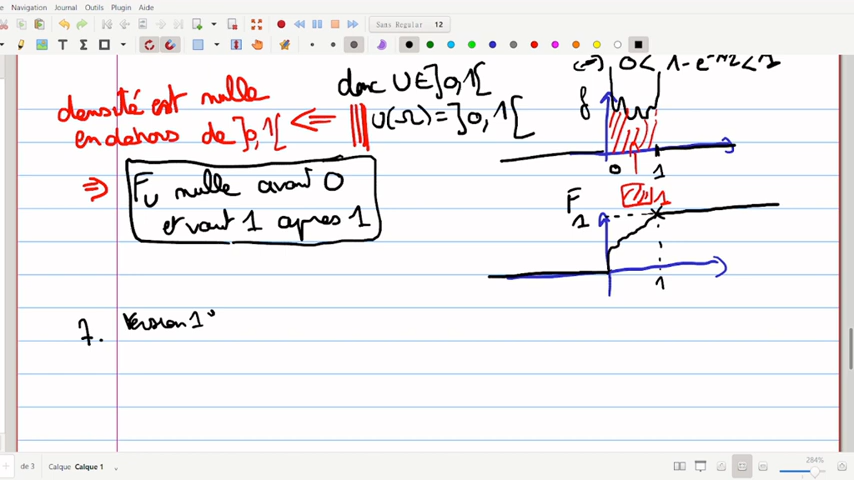 Navigation Journal Outils Plugin Aide
Sans Regular 12
(⇔) 0 < 1 - e^-λ/2 < 1
densité est nulle
en dehors de ]0,1[
donc U ∈ ]0,1[
⇐ U(Ω) = ]0,1[
f
0 1
⇒ F_U nulle avant 0
et vaut 1 après 1
1
F
1
1
7. Version 1°
de 3 Calque Calque 1
284%